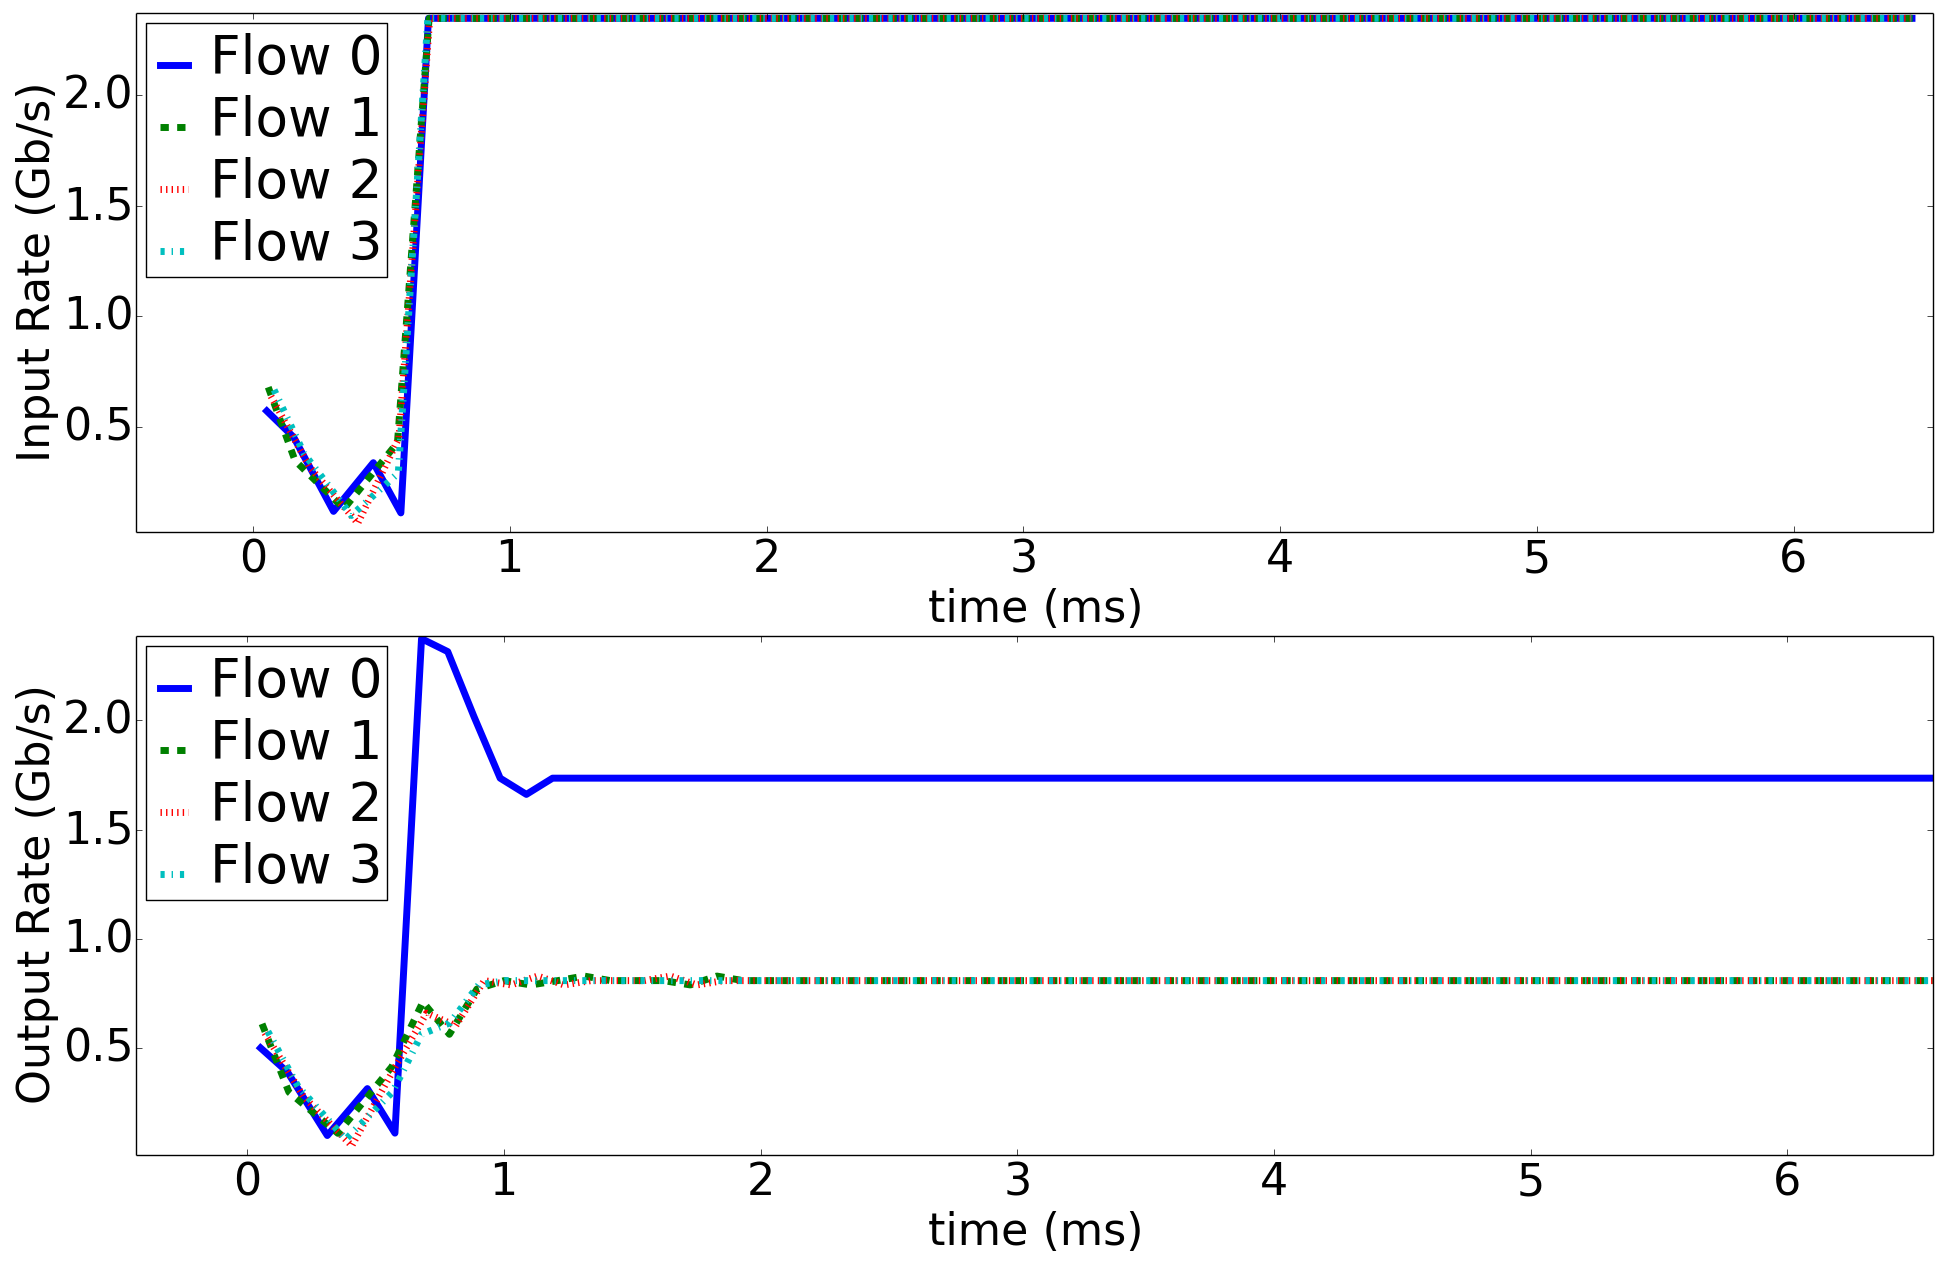 Input Rate (Gb/s)
2.0
1.5
1.0
0.5
Flow 0
Flow 1
Flow 2
Flow 3
0 1 2 3 4 5 6
time (ms)
Output Rate (Gb/s)
2.0
1.5
1.0
0.5
Flow 0
Flow 1
Flow 2
Flow 3
0 1 2 3 4 5 6
time (ms)